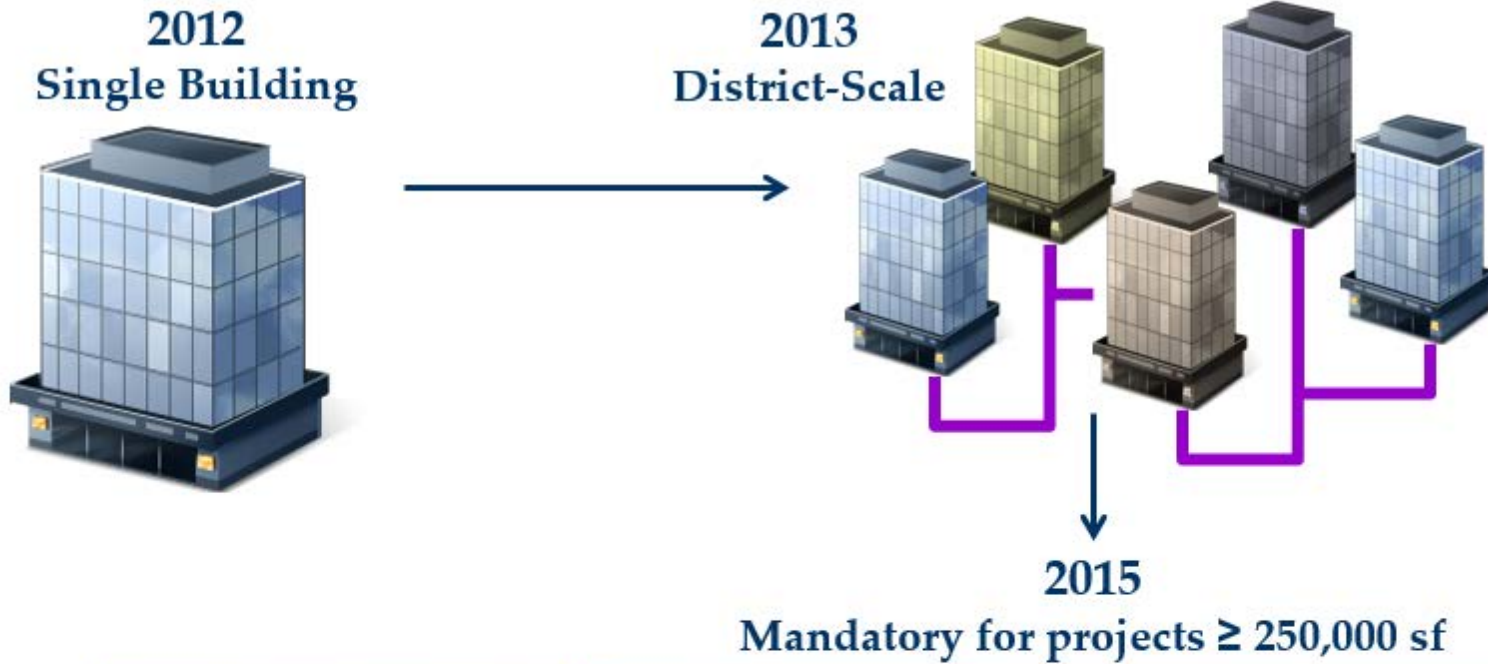 2012
Single Building
2013
District-Scale
2015
Mandatory for projects ≥ 250,000 sf